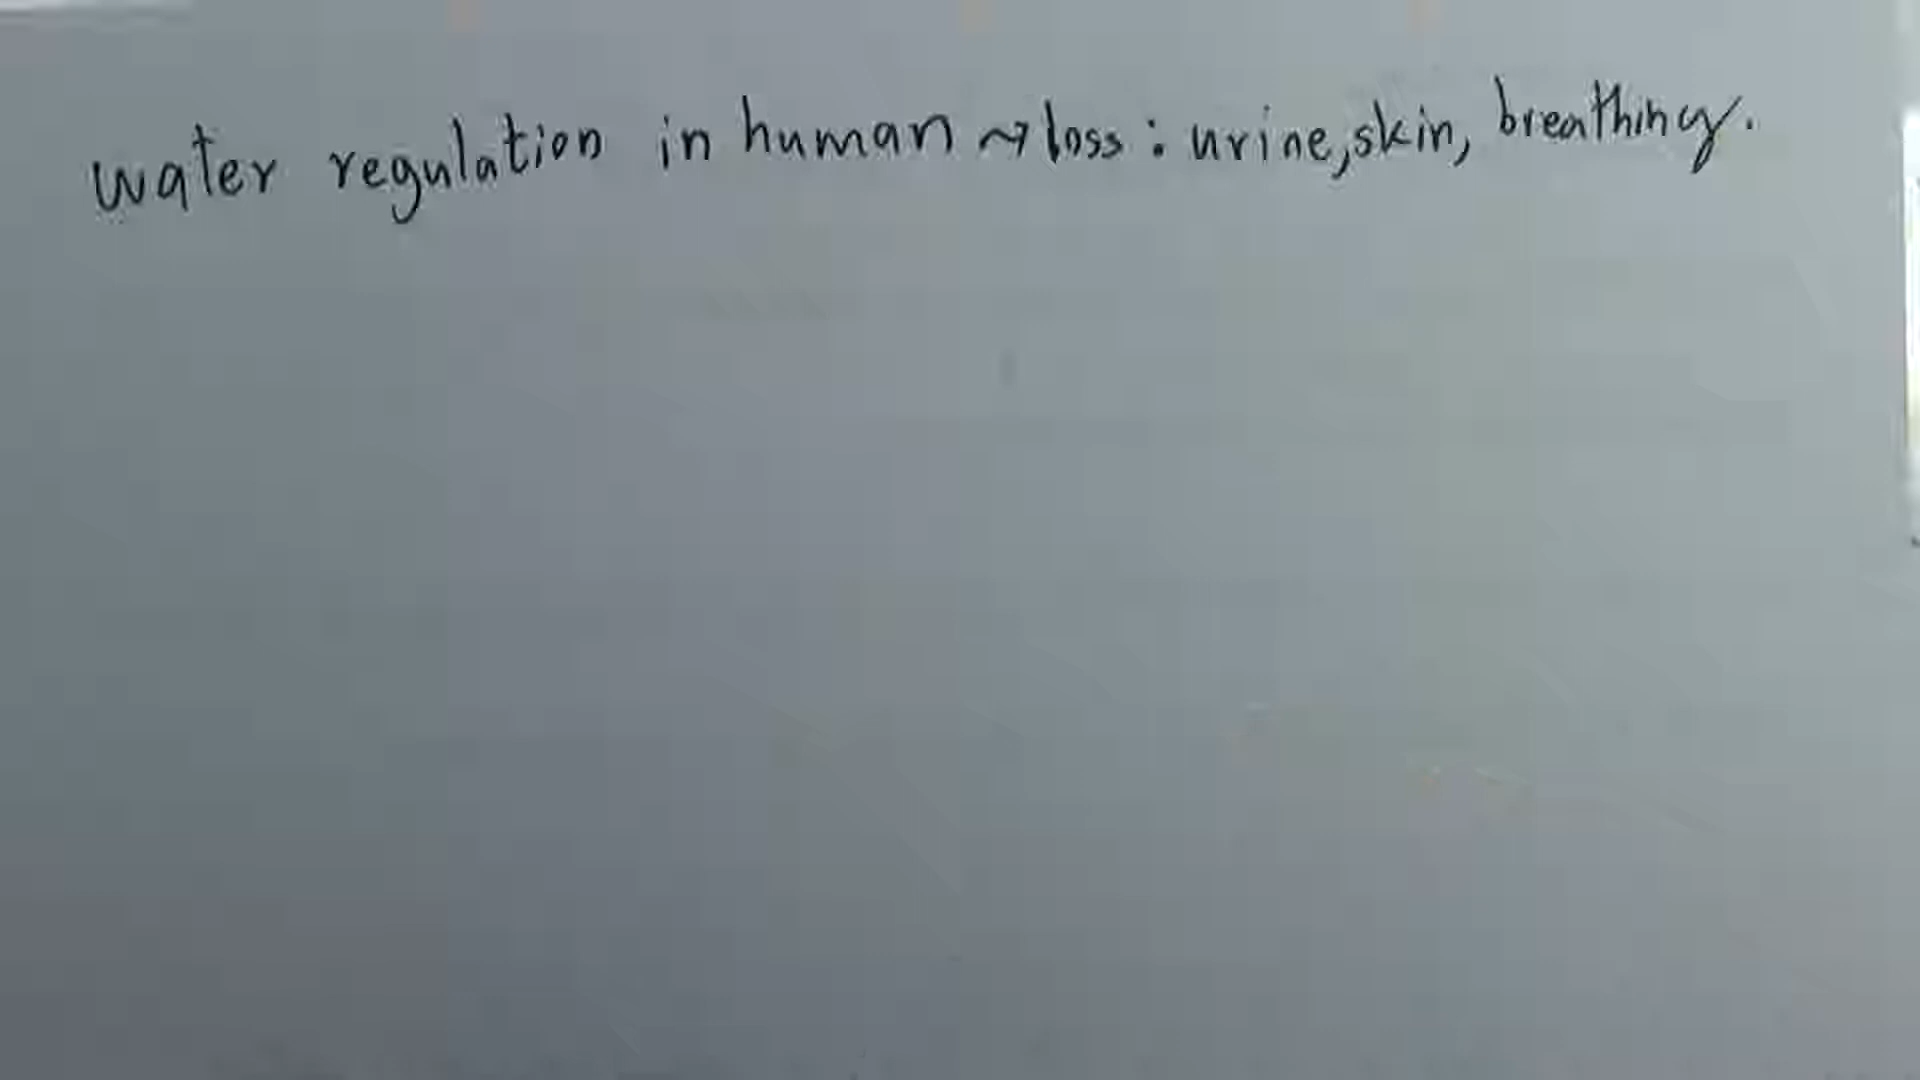 water regulation in human ⇝ loss : urine, skin, breathing.